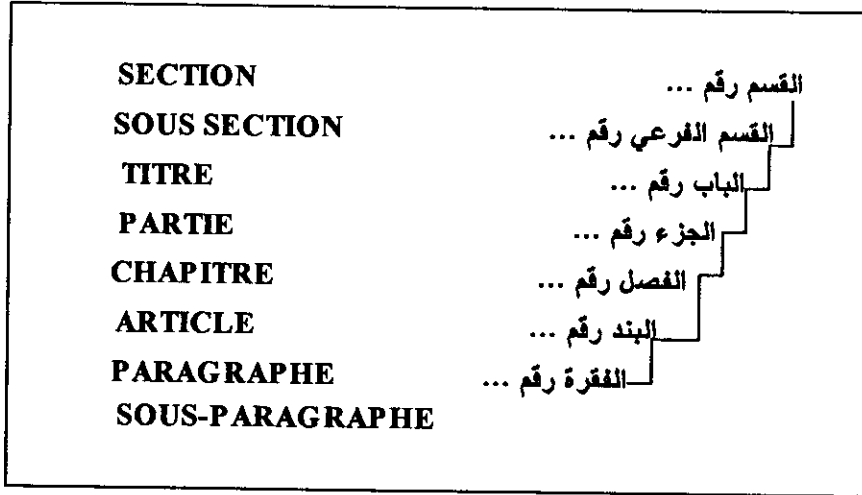 SECTION القسم رقم ...
SOUS SECTION القسم الفرعي رقم ...
TITRE الباب رقم ...
PARTIE الجزء رقم ...
CHAPITRE الفصل رقم ...
ARTICLE البند رقم ...
PARAGRAPHE الفقرة رقم ...
SOUS-PARAGRAPHE